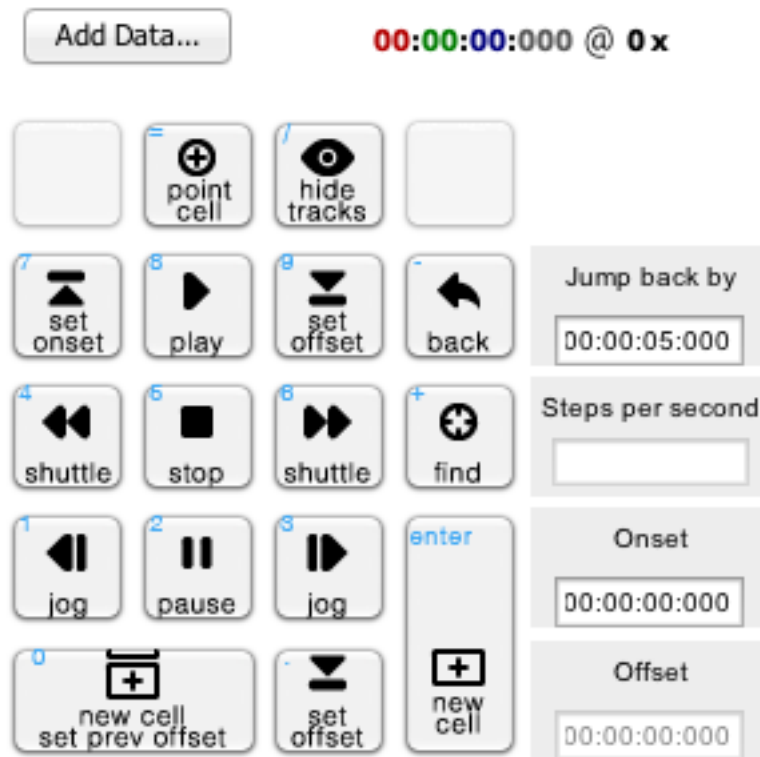 Add Data...
00:00:00:000 @ 0 x
=
point
cell
/
hide
tracks
7
set
onset
8
play
9
set
offset
-
back
Jump back by
00:00:05:000
4
shuttle
5
stop
6
shuttle
+
find
Steps per second
1
jog
2
pause
3
jog
enter
new
cell
Onset
00:00:00:000
0
new cell
set prev offset
.
set
offset
Offset
00:00:00:000